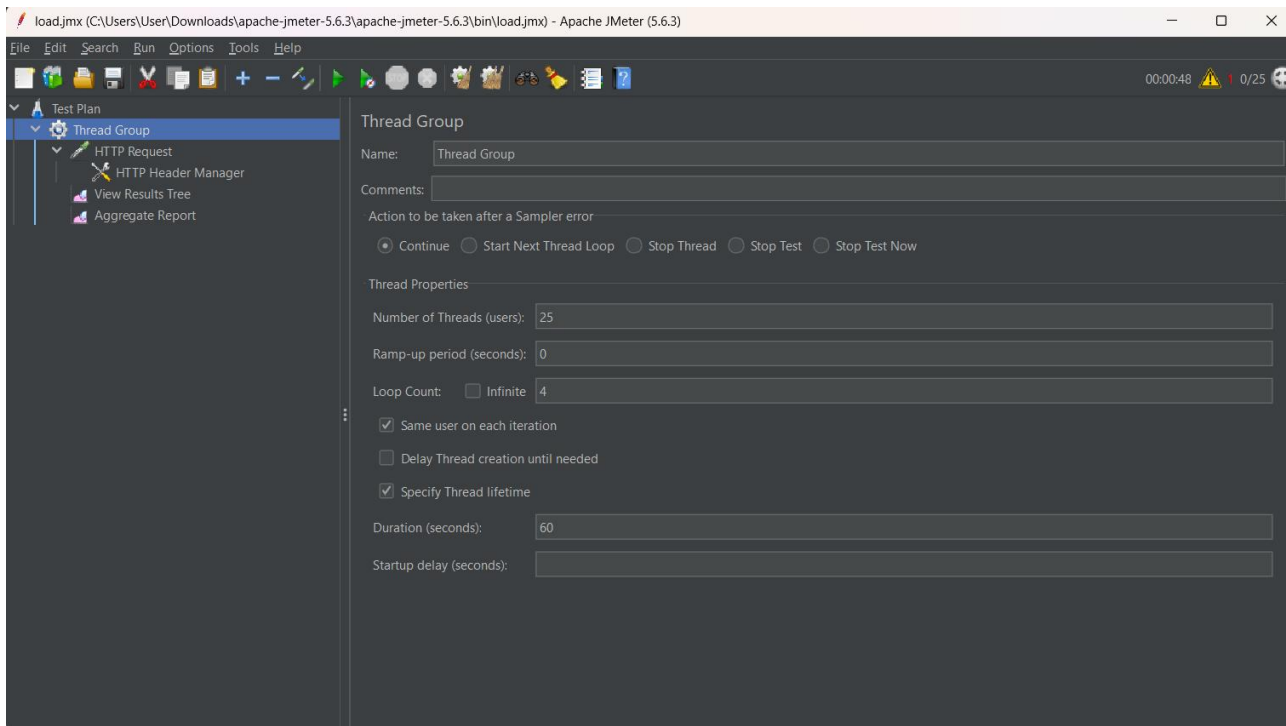 load.jmx (C:\Users\User\Downloads\apache-jmeter-5.6.3\apache-jmeter-5.6.3\bin\load.jmx) - Apache JMeter (5.6.3)
File Edit Search Run Options Tools Help
00:00:48 0/25
Test Plan
Thread Group
HTTP Request
HTTP Header Manager
View Results Tree
Aggregate Report
Thread Group
Name: Thread Group
Comments:
Action to be taken after a Sampler error
Continue Start Next Thread Loop Stop Thread Stop Test Stop Test Now
Thread Properties
Number of Threads (users): 25
Ramp-up period (seconds): 0
Loop Count: Infinite 4
Same user on each iteration
Delay Thread creation until needed
Specify Thread lifetime
Duration (seconds): 60
Startup delay (seconds):